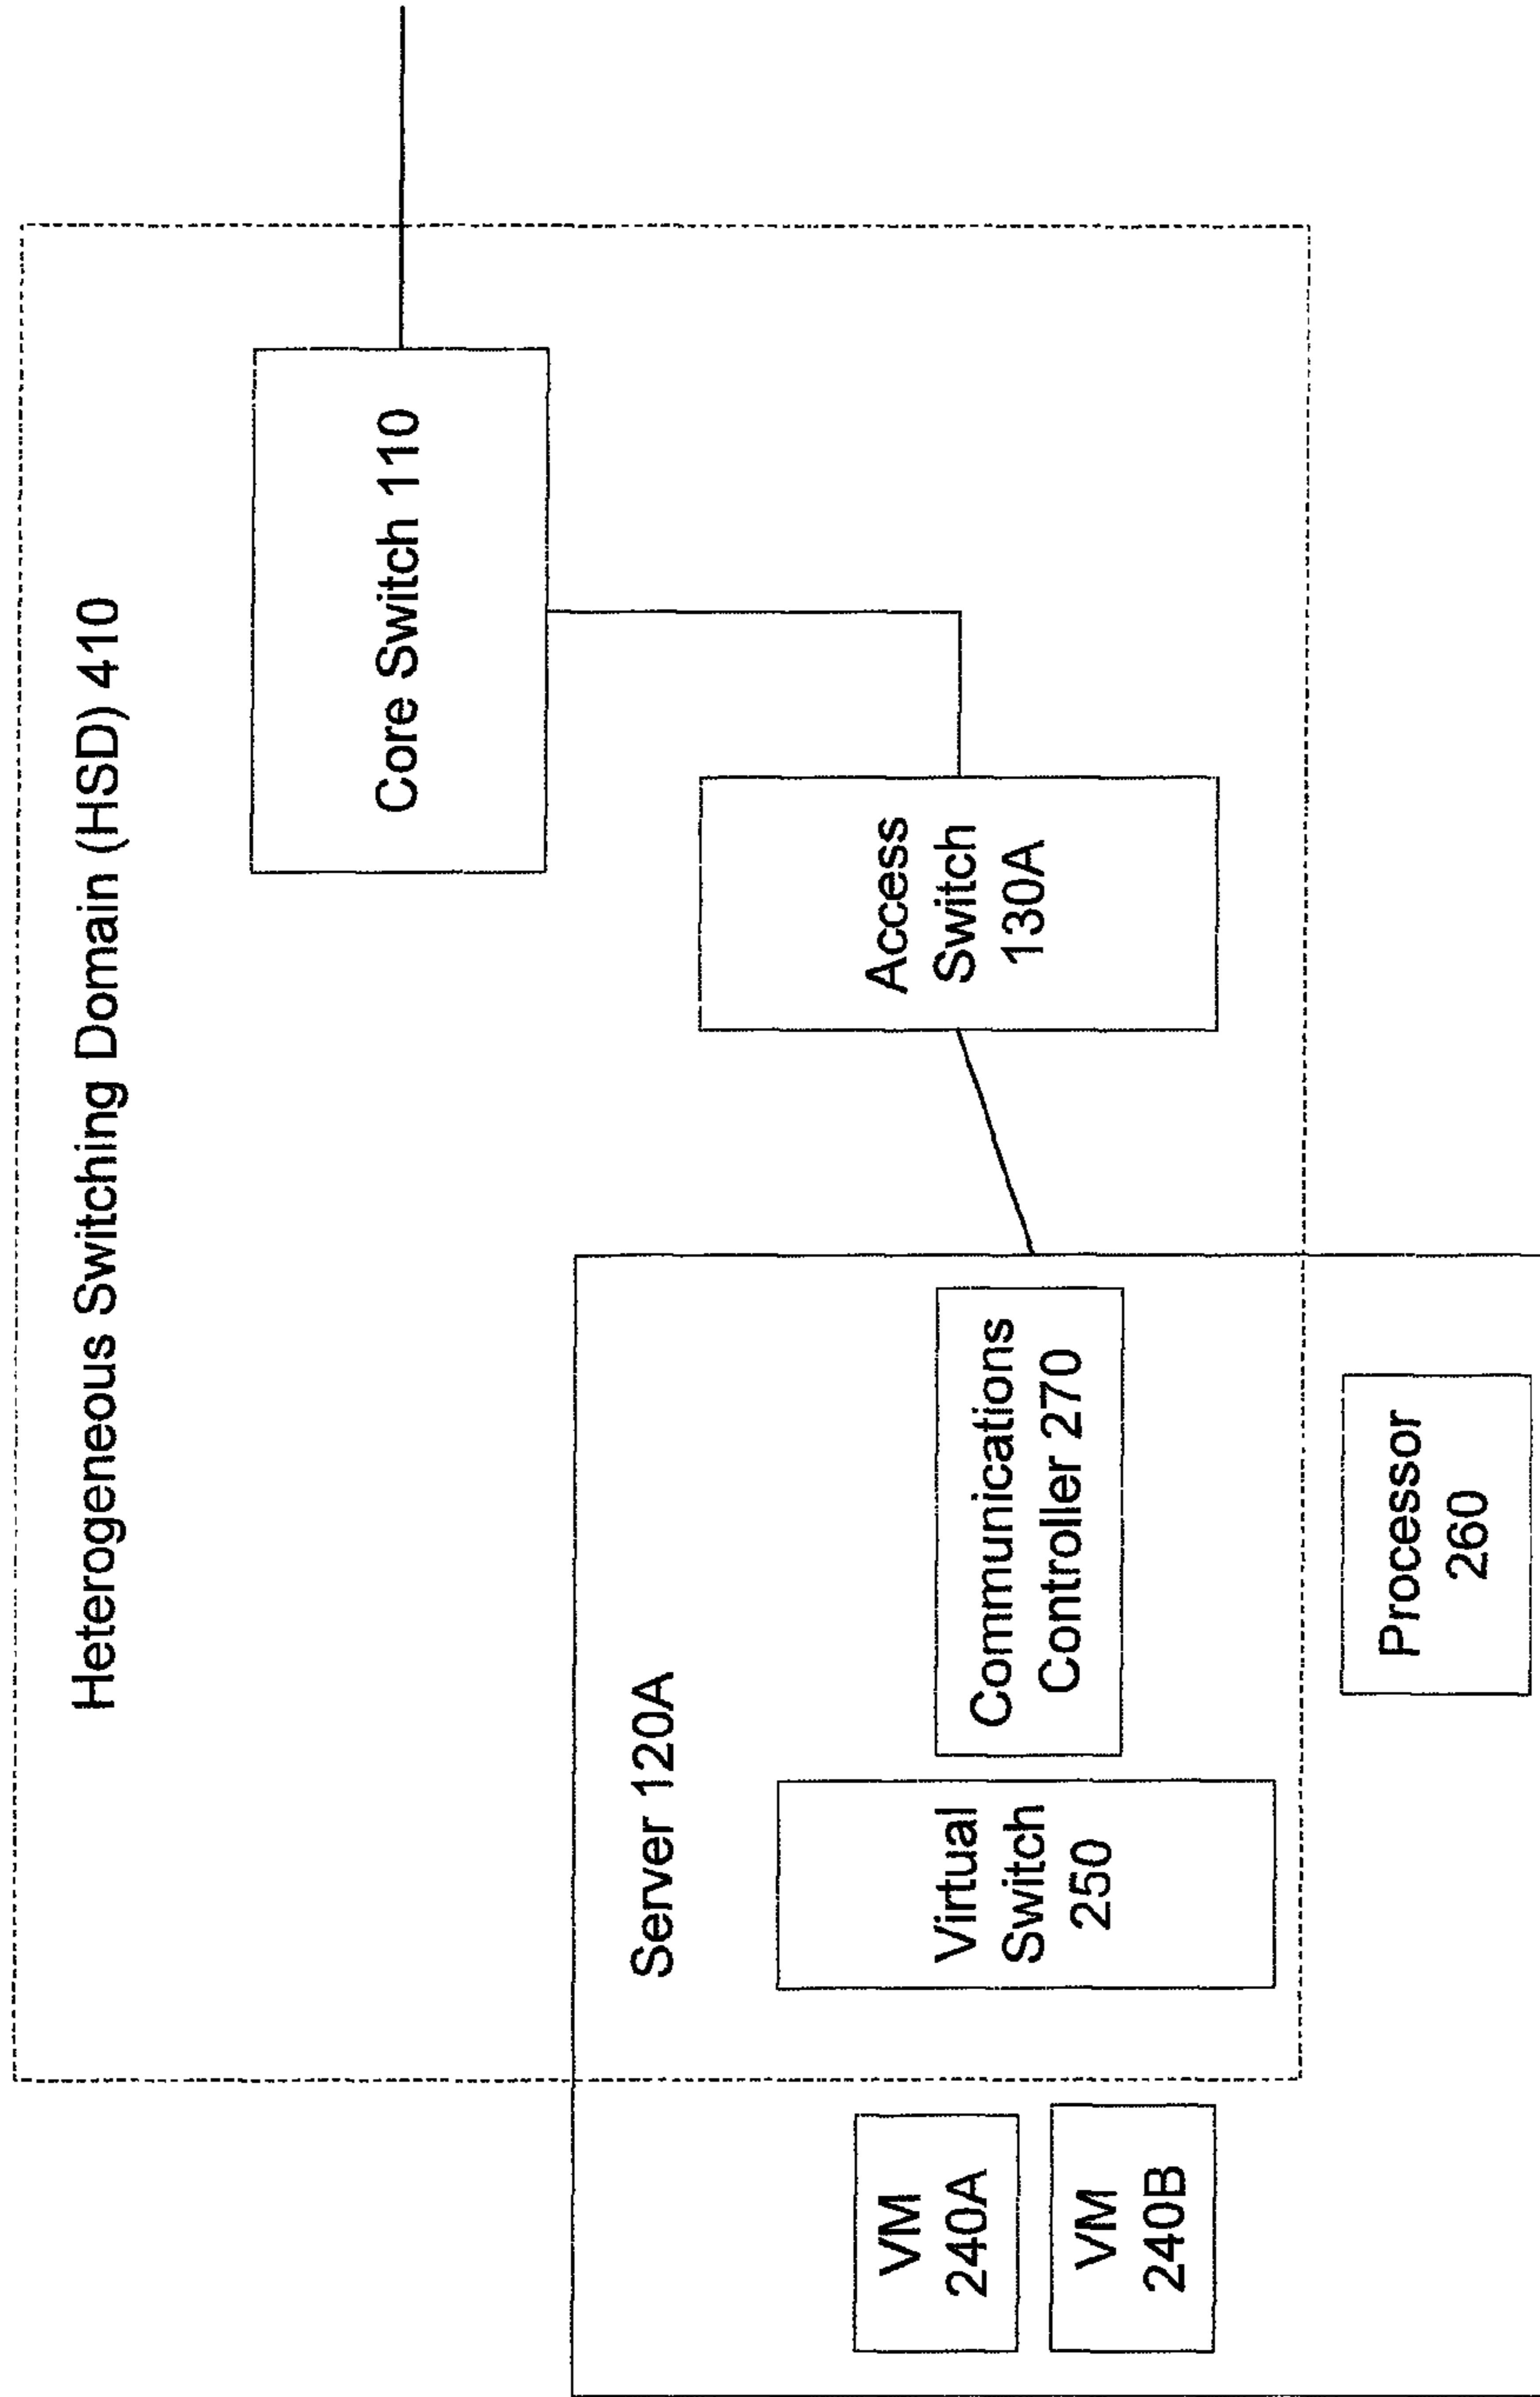 Heterogeneous Switching Domain (HSD) 410
Core Switch 110
Access
Switch
130A
Server 120A
Communications
Controller 270
Virtual
Switch
250
VM
240A
VM
240B
Processor
260